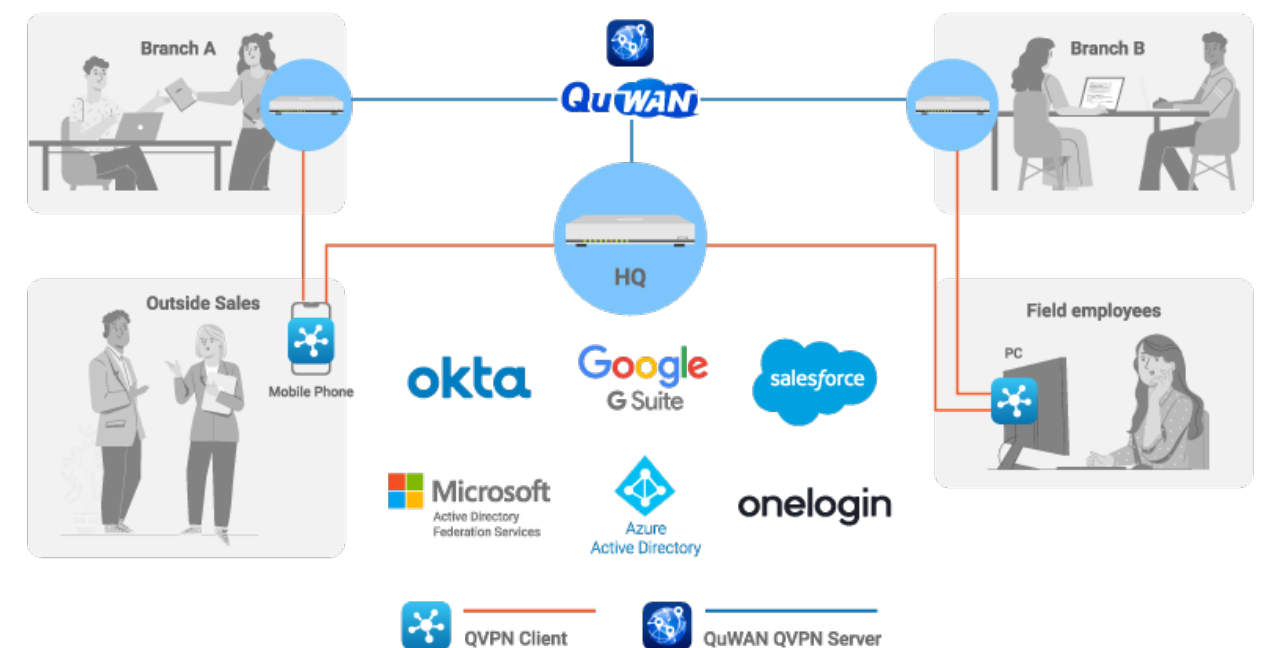 Branch A
QuWAN
Branch B
HQ
Outside Sales
Mobile Phone
Field employees
PC
okta
Google
G Suite
salesforce
Microsoft
Active Directory
Federation Services
Azure
Active Directory
onelogin
QVPN Client
QuWAN QVPN Server